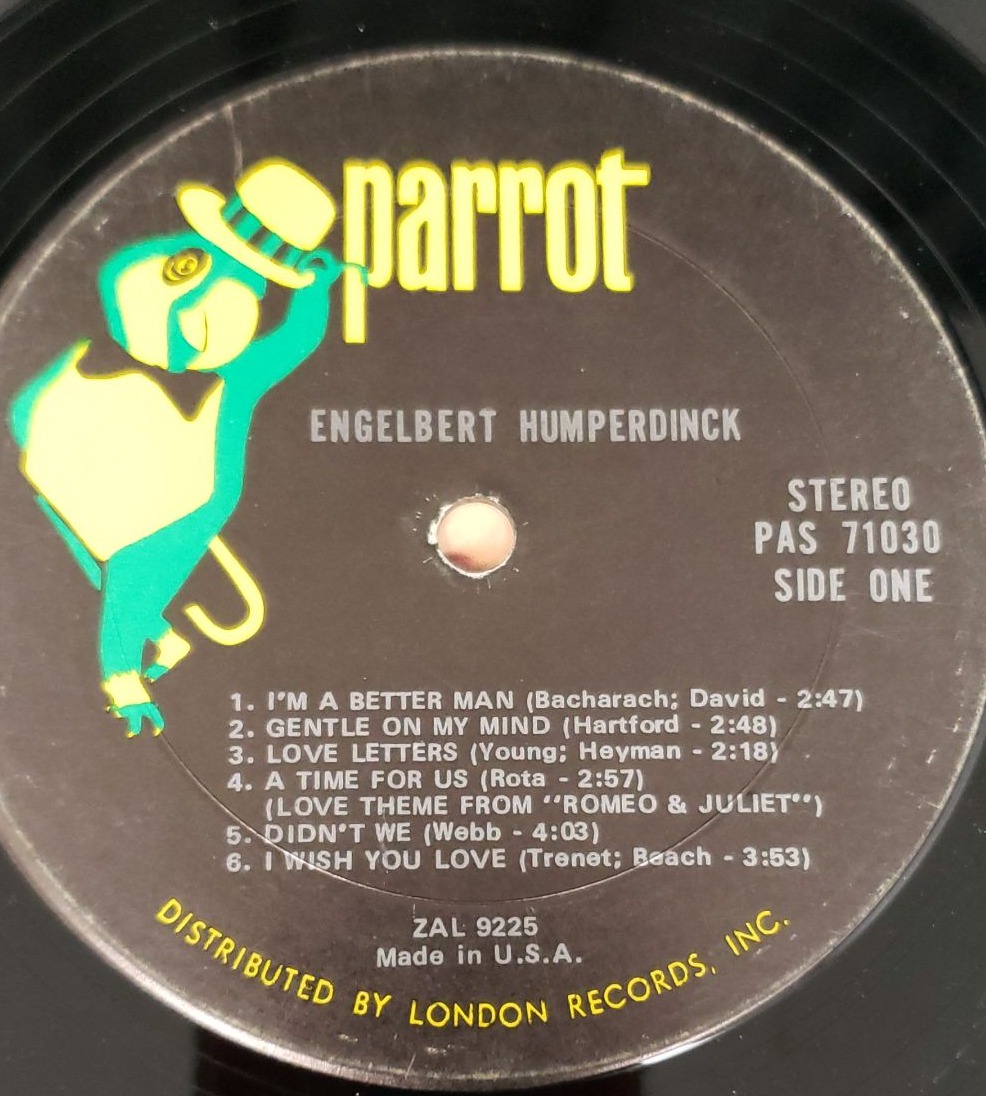 parrot
ENGELBERT HUMPERDINCK
STEREO
PAS 71030
SIDE ONE
1. I'M A BETTER MAN (Bacharach; David - 2:47)
2. GENTLE ON MY MIND (Hartford - 2:48)
3. LOVE LETTERS (Young; Heyman - 2:18)
4. A TIME FOR US (Rota - 2:57)
(LOVE THEME FROM "ROMEO & JULIET")
5. DIDN'T WE (Webb - 4:03)
6. I WISH YOU LOVE (Trenet; Beach - 3:53)
ZAL 9225
Made in U.S.A.
DISTRIBUTED BY LONDON RECORDS, INC.